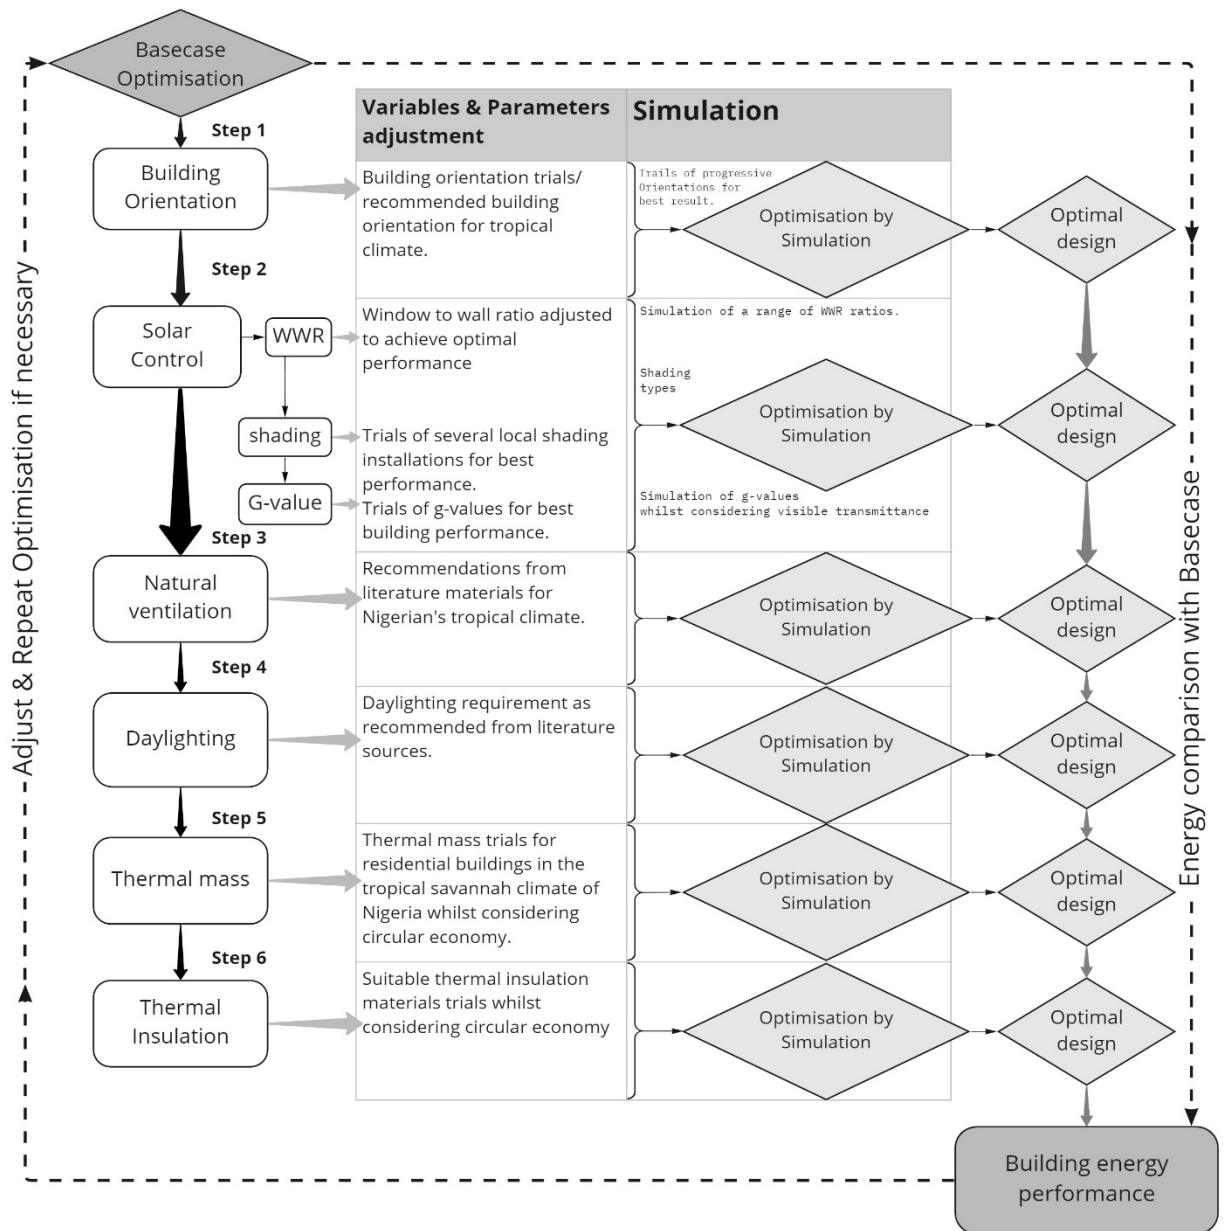 Basecase
Optimisation
Step 1
Building
Orientation
Step 2
Solar
Control
WWR
shading
G-value
Step 3
Natural
ventilation
Step 4
Daylighting
Step 5
Thermal mass
Step 6
Thermal
Insulation
Variables & Parameters
adjustment
Simulation
Building orientation trials/
recommended building
orientation for tropical
climate.
Trails of progressive
Orientations for
best result.
Optimisation by
Simulation
Optimal
design
Window to wall ratio adjusted
to achieve optimal
performance
Trials of several local shading
installations for best
performance.
Trials of g-values for best
building performance.
Simulation of a range of WWR ratios.
Shading
types
Simulation of g-values
whilst considering visible transmittance
Optimisation by
Simulation
Optimal
design
Recommendations from
literature materials for
Nigerian's tropical climate.
Optimisation by
Simulation
Optimal
design
Daylighting requirement as
recommended from literature
sources.
Optimisation by
Simulation
Optimal
design
Thermal mass trials for
residential buildings in the
tropical savannah climate of
Nigeria whilst considering
circular economy.
Optimisation by
Simulation
Optimal
design
Suitable thermal insulation
materials trials whilst
considering circular economy
Optimisation by
Simulation
Optimal
design
Building energy
performance
Adjust & Repeat Optimisation if necessary
Energy comparison with Basecase